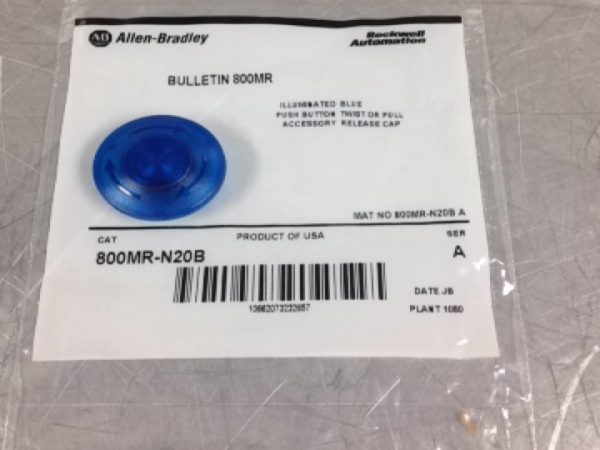 AB Allen-Bradley
Rockwell Automation
BULLETIN 800MR
ILLUMINATED BLUE
PUSH BUTTON TWIST OR PULL
ACCESSORY RELEASE CAP
MAT NO 800MR-N20B A
CAT PRODUCT OF USA SER
800MR-N20B A
DATE JB
PLANT 1080